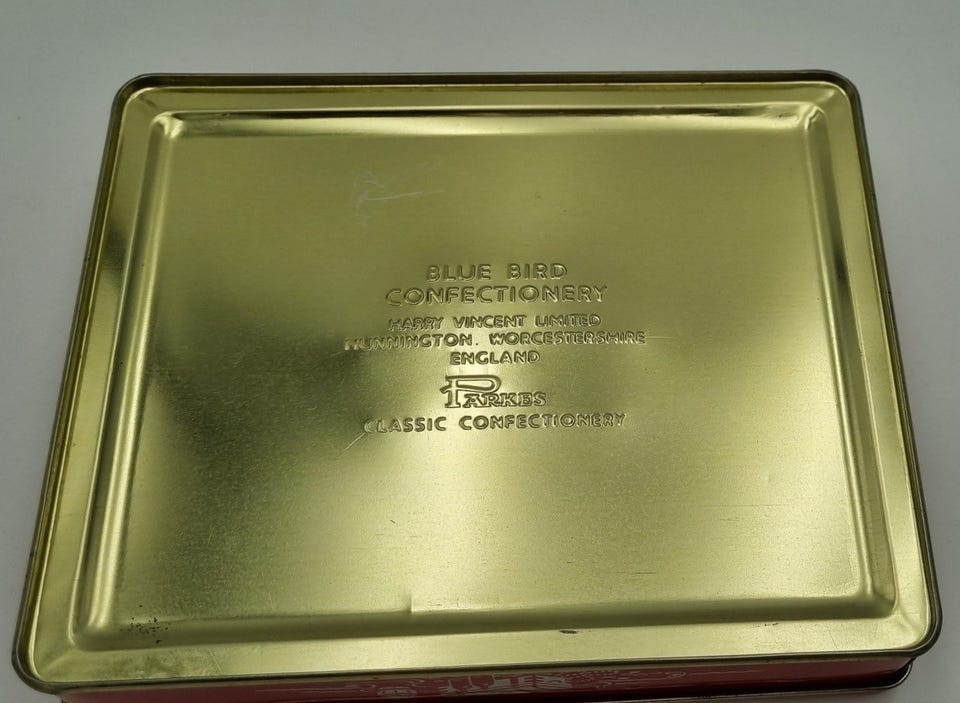 BLUE BIRD
CONFECTIONERY
HARRY VINCENT LIMITED
HUNNINGTON. WORCESTERSHIRE
ENGLAND
PARKES
CLASSIC CONFECTIONERY